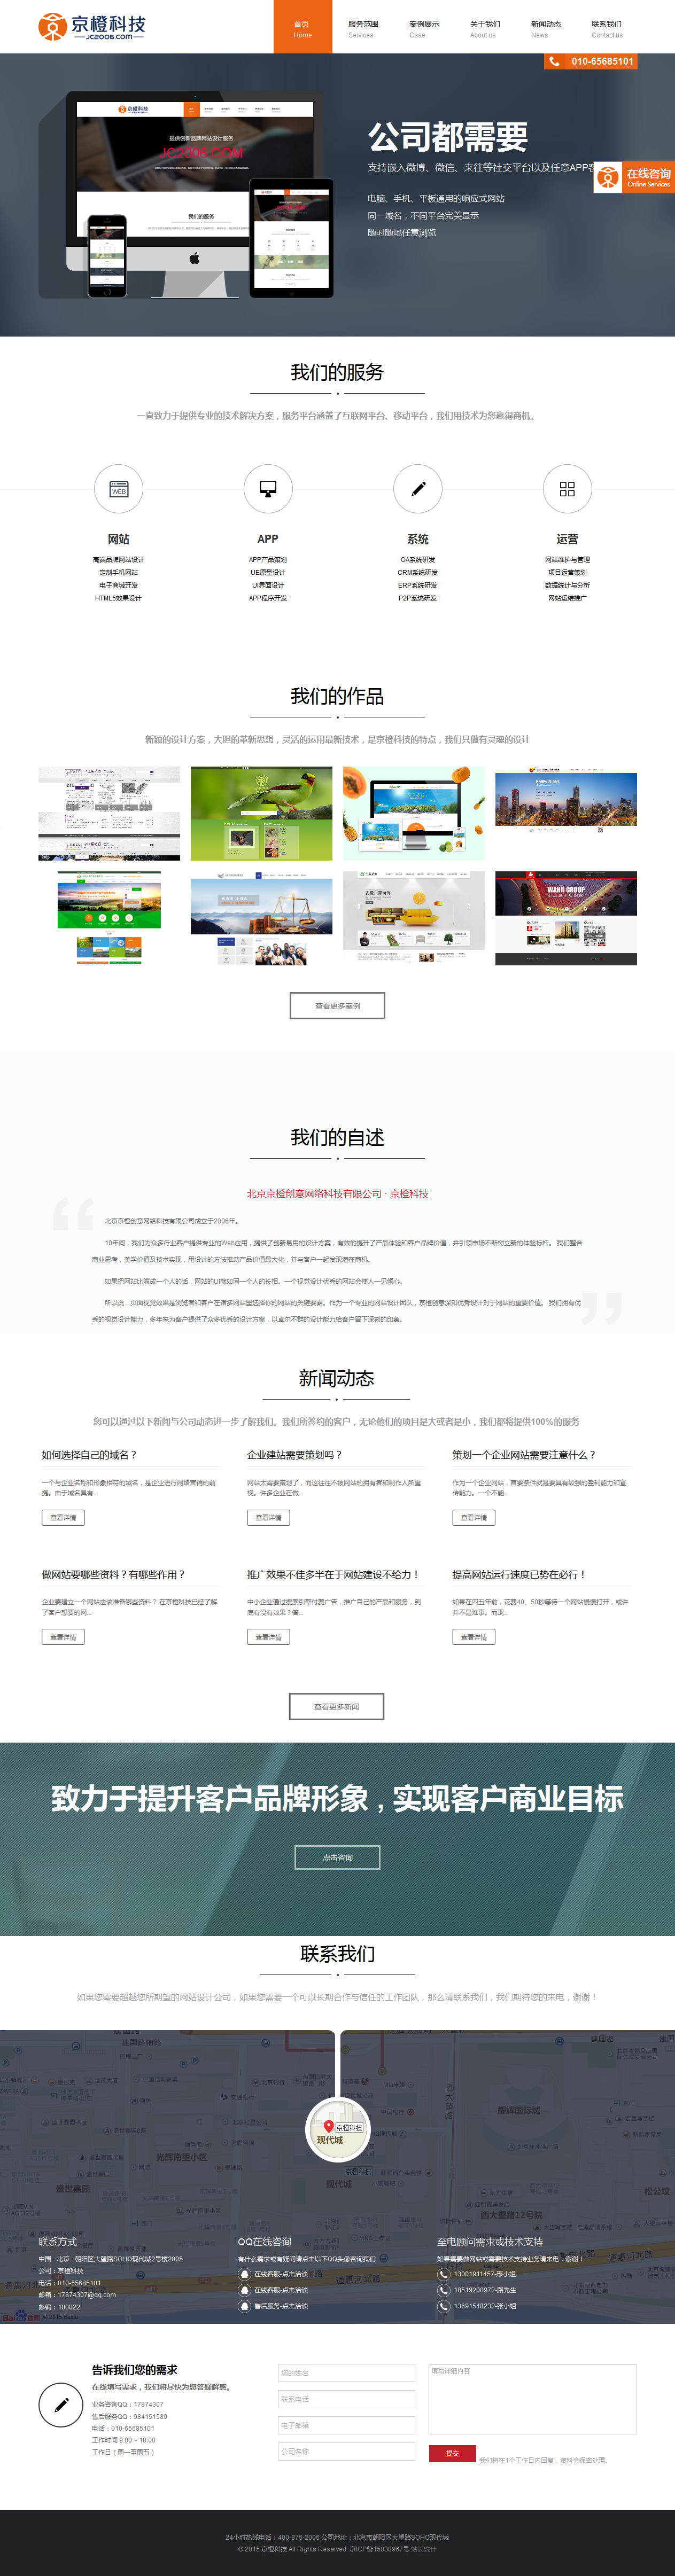 京橙科技
JC2006.COM
首页
Home
服务范围
Services
案例展示
Case
关于我们
About us
新闻动态
News
联系我们
Contact us
010-65685101
提供创新品牌网站设计服务
JC2006.COM
我们的服务
公司都需要
支持嵌入微博、微信、来往等社交平台以及任意APP
电脑、手机、平板通用的响应式网站
同一域名，不同平台完美显示
随时随地任意浏览
在线咨询
Online Services
我们的服务
一直致力于提供专业的技术解决方案，服务平台涵盖了互联网平台、移动平台，我们用技术为您赢得商机。
WEB
网站
高端品牌网站设计
定制手机网站
电子商城开发
HTML5效果设计
APP
APP产品策划
UE原型设计
UI界面设计
APP程序开发
系统
OA系统研发
CRM系统研发
ERP系统研发
P2P系统研发
运营
网站维护与管理
项目运营策划
数据统计与分析
网站运维推广
我们的作品
新颖的设计方案，大胆的革新思想，灵活的运用最新技术，是京橙科技的特点，我们只做有灵魂的设计
WANJI GROUP
查看更多案例
我们的自述
北京京橙创意网络科技有限公司 · 京橙科技
北京京橙创意网络科技有限公司成立于2006年。
10年间，我们为众多行业客户提供专业的Web应用，提供了创新易用的设计方案，有效的提升了产品体验和客户品牌价值，并引领市场不断树立新的体验标杆。 我们整合
商业思考，美学价值及技术实现，用设计的方法推动产品价值最大化，并与客户一起发现潜在商机。
如果把网站比喻成一个人的话，网站的UI就如同一个人的长相。一个视觉设计优秀的网站会使人一见倾心。
所以说，页面视觉效果是浏览者和客户在诸多网站里选择你的网站的关键要素。作为一个专业的网站设计团队，京橙创意深知优秀设计对于网站的重要价值。 我们拥有优
秀的视觉设计能力，多年来为客户提供了众多优秀的设计方案，以卓尔不群的设计能力给客户留下深刻的印象。
新闻动态
您可以通过以下新闻与公司动态进一步了解我们。我们所签约的客户，无论他们的项目是大或者是小，我们都将提供100%的服务
如何选择自己的域名？
一个与企业名称和形象相符的域名，是企业进行网络营销的前
提。由于域名具有...
查看详情
企业建站需要策划吗？
网站太需要策划了，而这往往不被网站的拥有者和制作人所重
视。许多企业在做...
查看详情
策划一个企业网站需要注意什么？
作为一个企业网站，首要条件就是要具有较强的盈利能力和宣
传能力。一个不能...
查看详情
做网站要哪些资料？有哪些作用？
企业要建立一个网站应该准备哪些资料？ 在京橙科技已经了解
了客户想要的网...
查看详情
推广效果不佳多半在于网站建设不给力！
中小企业通过搜索引擎付费广告，推广自己的产品和服务，到
底有没有效果？答...
查看详情
提高网站运行速度已势在必行！
如果在四五年前，花费40、50秒等待一个网站慢慢打开，或许
并不是难事。而现...
查看详情
查看更多新闻
致力于提升客户品牌形象，实现客户商业目标
点击咨询
联系我们
如果您需要超越您所期望的网站设计公司，如果您需要一个可以长期合作与信任的工作团队，那么请联系我们，我们期待您的来电，谢谢！
建国路
光辉南里小区
盛世嘉园
西大望路
耀辉国际城
西大望路12号院
现代城
京橙科技
通惠河北路
联系方式
中国 · 北京 · 朝阳区大望路SOHO现代城2号楼2005
公司：京橙科技
电话：010-65685101
邮箱：17874307@qq.com
邮编：100022
QQ在线咨询
有什么需求或有疑问请点击以下QQ头像咨询我们
在线客服-点击洽谈
在线客服-点击洽谈
售后服务-点击洽谈
至电顾问需求或技术支持
如果需要做网站或需要技术支持业务请来电，谢谢！
13001911457-邢小姐
18519200972-路先生
13691548232-张小姐
告诉我们您的需求
在线填写需求，我们将尽快为您答疑解惑。
业务咨询QQ：17874307
售后服务QQ：984151589
电话：010-65685101
工作时间 9:00 ~ 18:00
工作日（周一至周五）
您的姓名
联系电话
电子邮箱
公司名称
填写详细内容
提交
我们将在1个工作日内回复，资料会保密处理。
24小时热线电话：400-875-2006 公司地址：北京市朝阳区大望路SOHO现代城
© 2015 京橙科技 All Rights Reserved. 京ICP备15038967号 站长统计